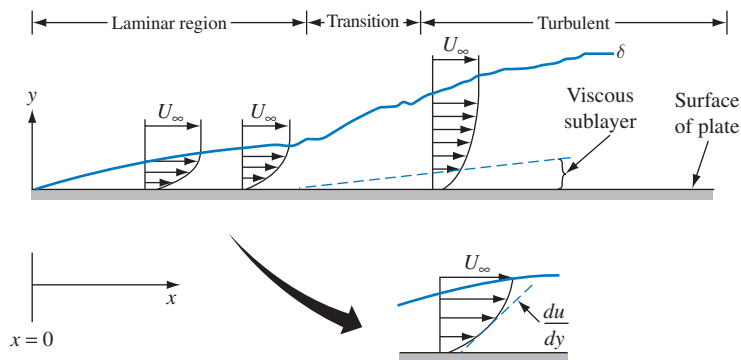 Laminar region
Transition
Turbulent
U∞
δ
y
U∞
U∞
Viscous
sublayer
Surface
of plate
x
x = 0
U∞
du
dy